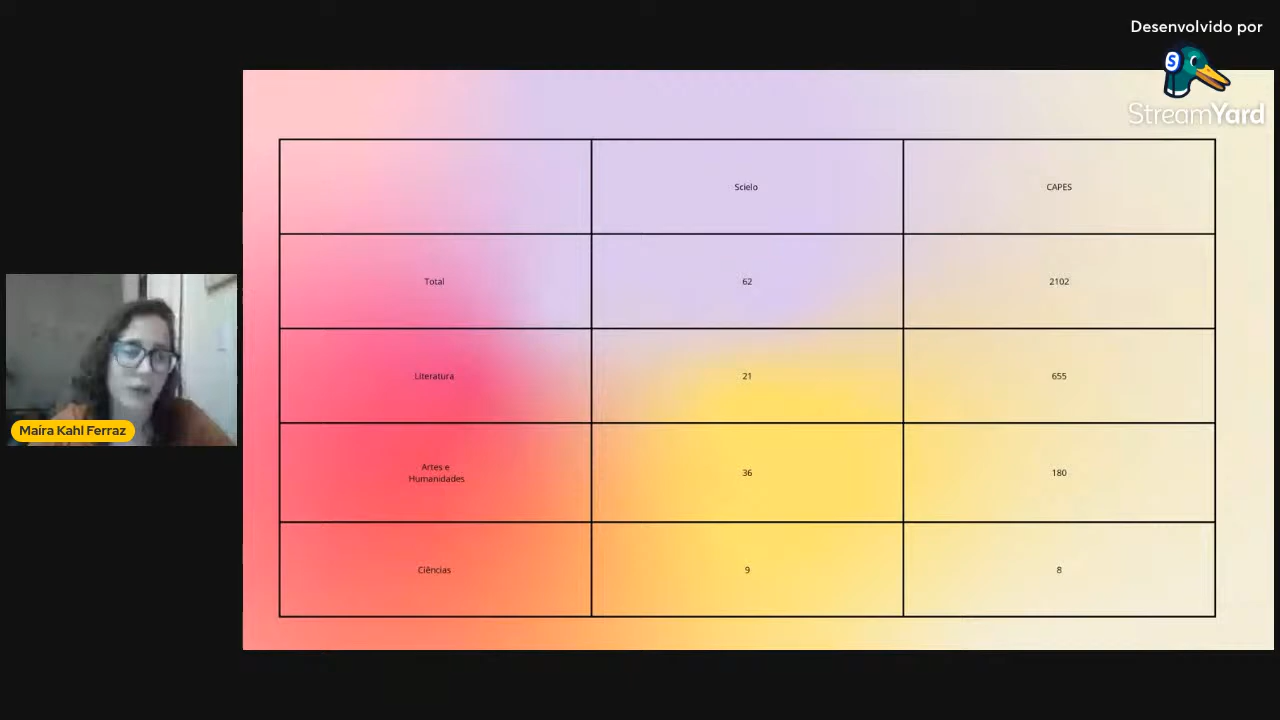 Desenvolvido por
StreamYard
Scielo
CAPES
Total
62
2102
Literatura
21
655
Artes e
Humanidades
36
180
Ciências
9
8
Maíra Kahl Ferraz